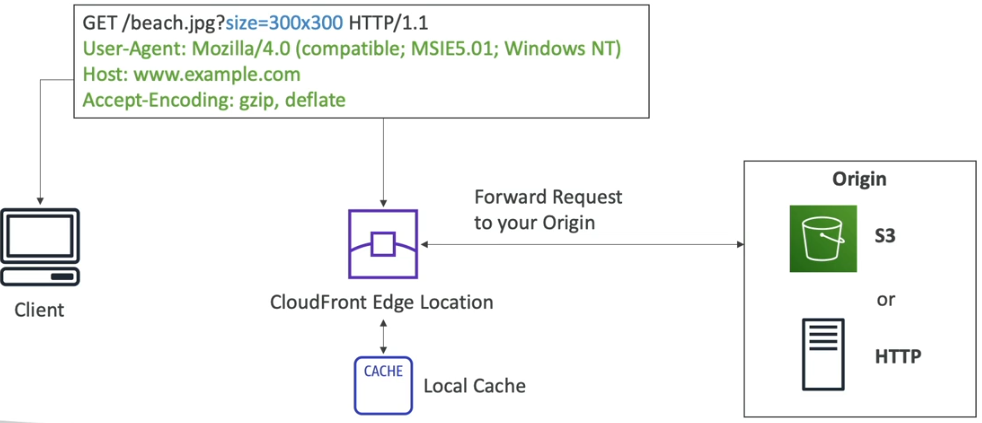 GET /beach.jpg?size=300x300 HTTP/1.1
User-Agent: Mozilla/4.0 (compatible; MSIE5.01; Windows NT)
Host: www.example.com
Accept-Encoding: gzip, deflate
Client
CloudFront Edge Location
CACHE
Local Cache
Forward Request
to your Origin
Origin
S3
or
HTTP